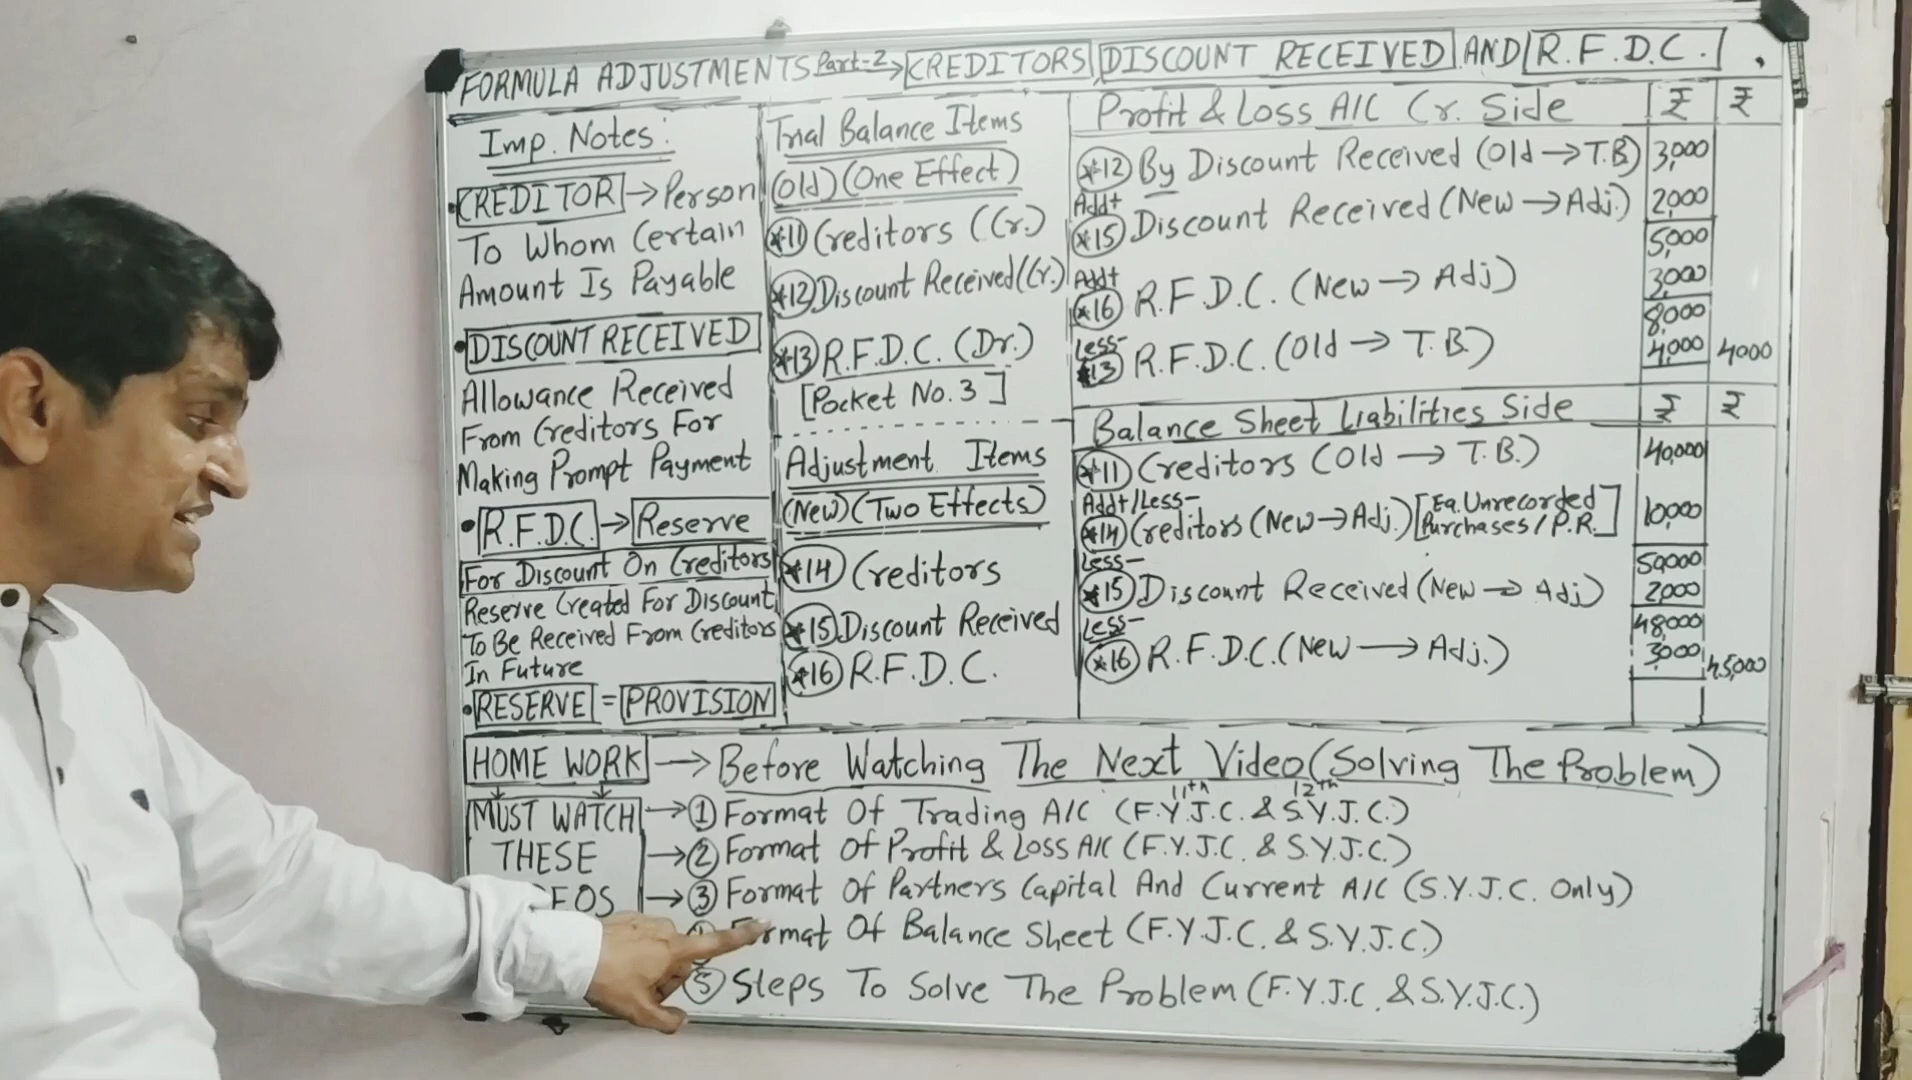 FORMULA ADJUSTMENTS Part-2 → CREDITORS, DISCOUNT RECEIVED AND R.F.D.C.
Imp. Notes:
• CREDITOR → Person
To Whom Certain
Amount Is Payable
• DISCOUNT RECEIVED
Allowance Received
From Creditors For
Making Prompt Payment
• R.F.D.C. → Reserve
For Discount On Creditors
Reserve Created For Discount
To Be Received From Creditors
In Future
• RESERVE = PROVISION
Trial Balance Items
(Old) (One Effect)
*11 Creditors (Cr.)
*12 Discount Received (Cr.)
*13 R.F.D.C. (Dr.)
[Pocket No. 3]
Adjustment Items
(New) (Two Effects)
*14 Creditors
*15 Discount Received
*16 R.F.D.C.
Profit & Loss A/C Cr. Side ₹ ₹
*12 By Discount Received (Old → T.B) 3,000
Add+
*15 Discount Received (New → Adj.) 2,000
5,000
Add+
*16 R.F.D.C. (New → Adj) 3,000
8,000
Less-
*13 R.F.D.C. (Old → T.B.) 4,000 4000
Balance Sheet Liabilities Side ₹ ₹
*11 Creditors (Old → T.B.) 40,000
Add+/Less-
*14 Creditors (New → Adj.) [Eg. Unrecorded
Purchases / P.R.] 10,000
50,000
Less-
*15 Discount Received (New → Adj) 2,000
48,000
Less-
*16 R.F.D.C. (New → Adj.) 3,000 45,000
HOME WORK → Before Watching The Next Video (Solving The Problem)
MUST WATCH
THESE
11th 12th
→ 1 Format Of Trading A/C (F.Y.J.C. & S.Y.J.C.)
→ 2 Format Of Profit & Loss A/C (F.Y.J.C. & S.Y.J.C.)
→ 3 Format Of Partners Capital And Current A/C (S.Y.J.C. Only)
Format Of Balance Sheet (F.Y.J.C. & S.Y.J.C.)
5 Steps To Solve The Problem (F.Y.J.C. & S.Y.J.C.)